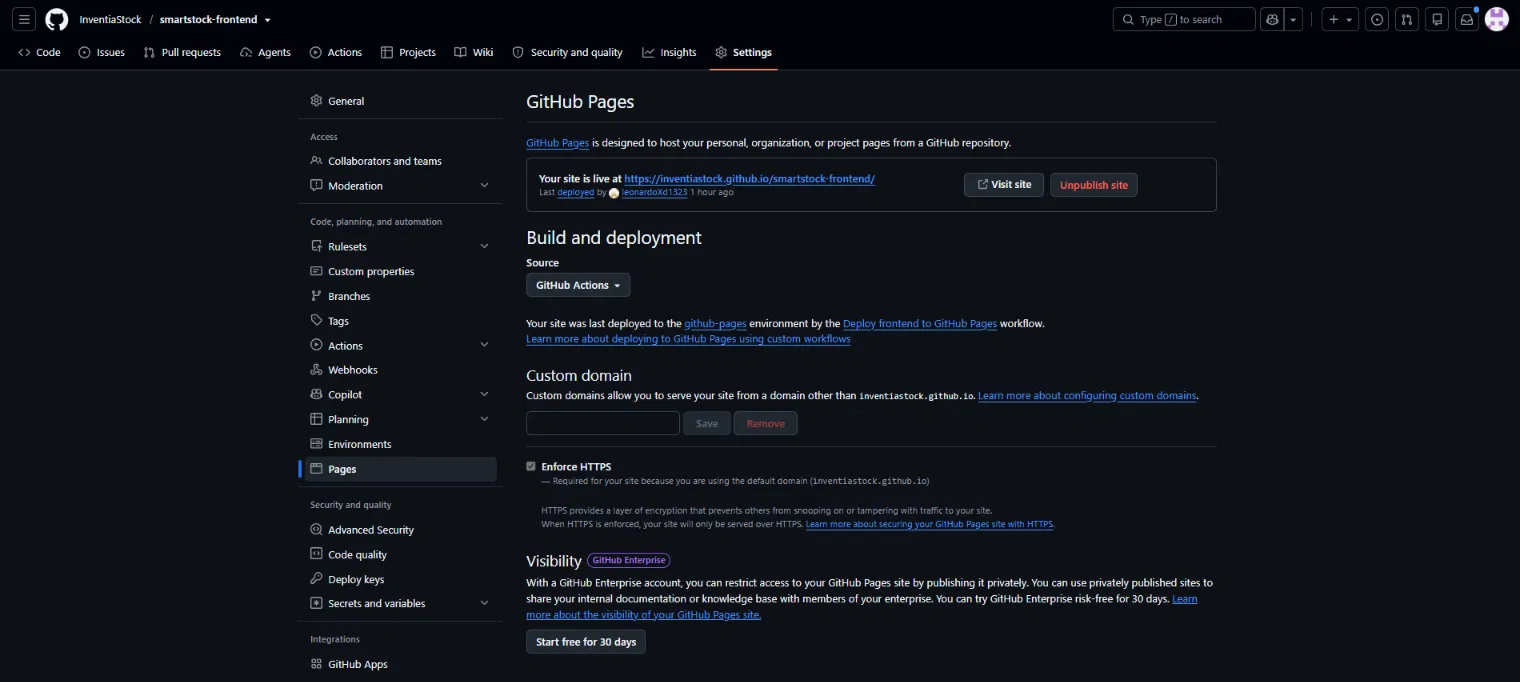 InventiaStock / smartstock-frontend
Type / to search
Code Issues Pull requests Agents Actions Projects Wiki Security and quality Insights Settings
General
Access
Collaborators and teams
Moderation
Code, planning, and automation
Rulesets
Custom properties
Branches
Tags
Actions
Webhooks
Copilot
Planning
Environments
Pages
Security and quality
Advanced Security
Code quality
Deploy keys
Secrets and variables
Integrations
GitHub Apps
GitHub Pages
GitHub Pages is designed to host your personal, organization, or project pages from a GitHub repository.
Your site is live at https://inventiastock.github.io/smartstock-frontend/
Last deployed by leonardoXd1323 1 hour ago
Visit site
Unpublish site
Build and deployment
Source
GitHub Actions
Your site was last deployed to the github-pages environment by the Deploy frontend to GitHub Pages workflow.
Learn more about deploying to GitHub Pages using custom workflows
Custom domain
Custom domains allow you to serve your site from a domain other than inventiastock.github.io. Learn more about configuring custom domains.
Save
Remove
Enforce HTTPS
— Required for your site because you are using the default domain (inventiastock.github.io)
HTTPS provides a layer of encryption that prevents others from snooping on or tampering with traffic to your site.
When HTTPS is enforced, your site will only be served over HTTPS. Learn more about securing your GitHub Pages site with HTTPS.
Visibility GitHub Enterprise
With a GitHub Enterprise account, you can restrict access to your GitHub Pages site by publishing it privately. You can use privately published sites to
share your internal documentation or knowledge base with members of your enterprise. You can try GitHub Enterprise risk-free for 30 days. Learn
more about the visibility of your GitHub Pages site.
Start free for 30 days